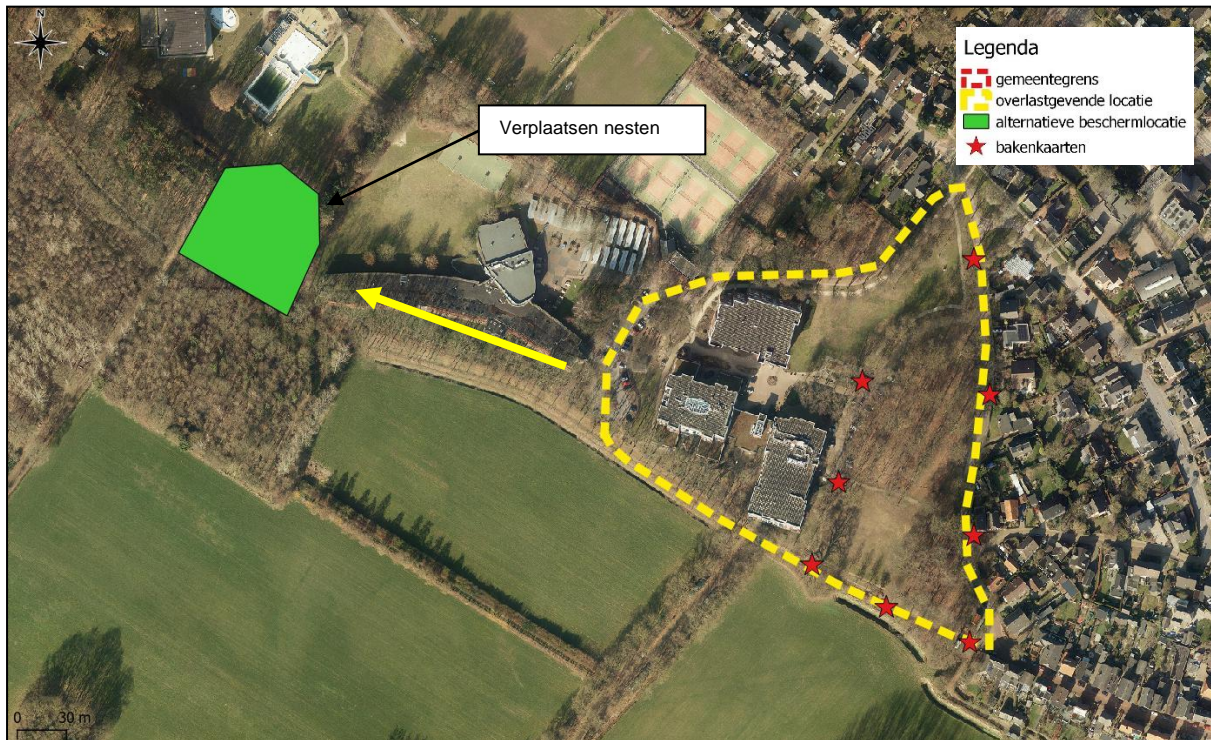 N
Verplaatsen nesten
Legenda
gemeentegrens
overlastgevende locatie
alternatieve beschermlocatie
bakenkaarten
0 30 m